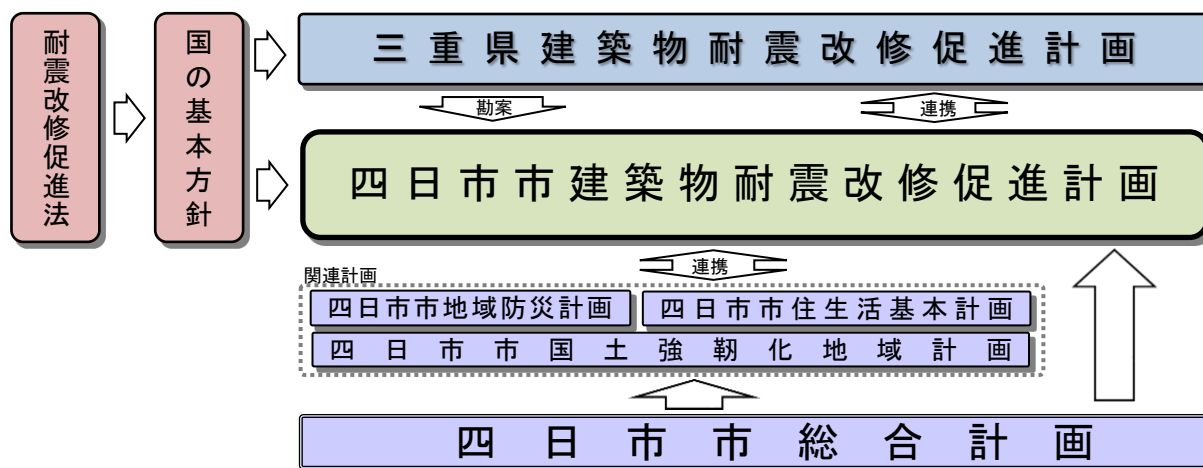 耐震改修促進法
国の基本方針
三重県建築物耐震改修促進計画
勘案
連携
四日市市建築物耐震改修促進計画
連携
関連計画
四日市市地域防災計画
四日市市住生活基本計画
四日市市国土強靭化地域計画
四日市市総合計画